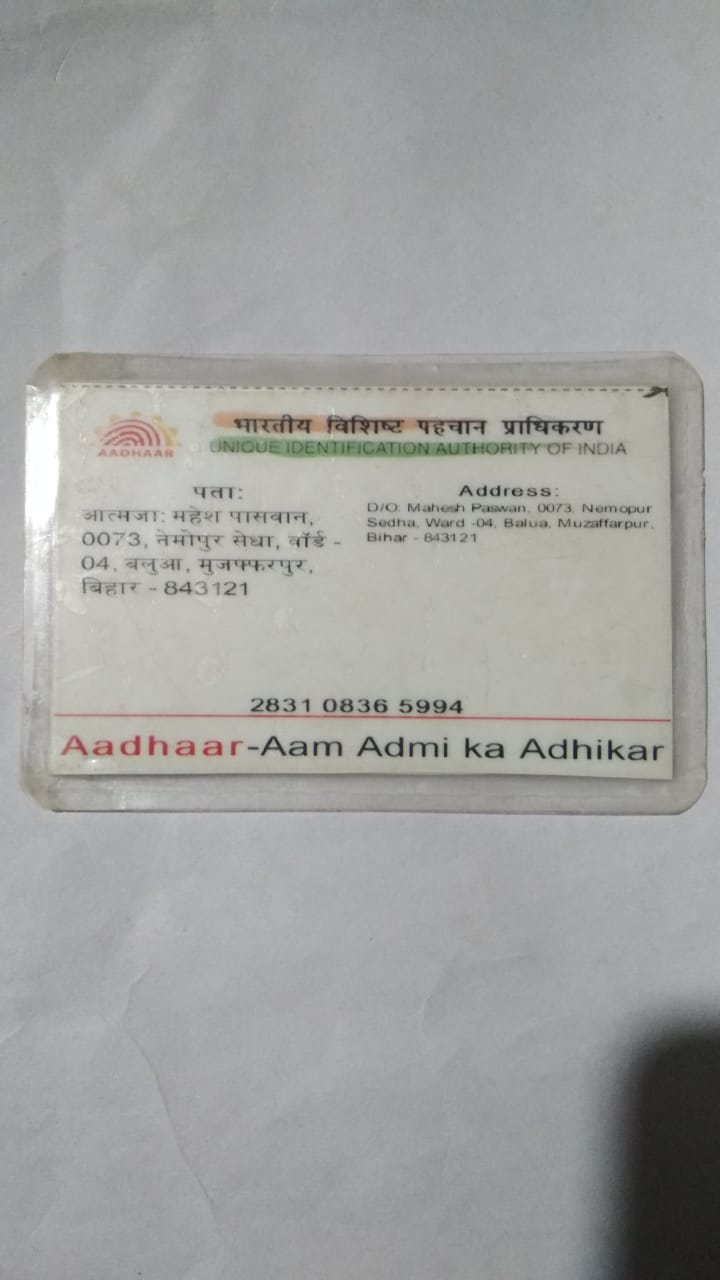 भारतीय विशिष्ट पहचान प्राधिकरण
AADHAAR
UNIQUE IDENTIFICATION AUTHORITY OF INDIA
पता:
आत्मजा: महेश पासवान,
0073, नेमोपुर सेधा, वॉर्ड -
04, बलुआ, मुजफ्फरपुर,
बिहार - 843121
Address:
D/O: Mahesh Paswan, 0073, Nemopur
Sedha, Ward -04, Balua, Muzaffarpur,
Bihar - 843121
2831 0836 5994
Aadhaar-Aam Admi ka Adhikar